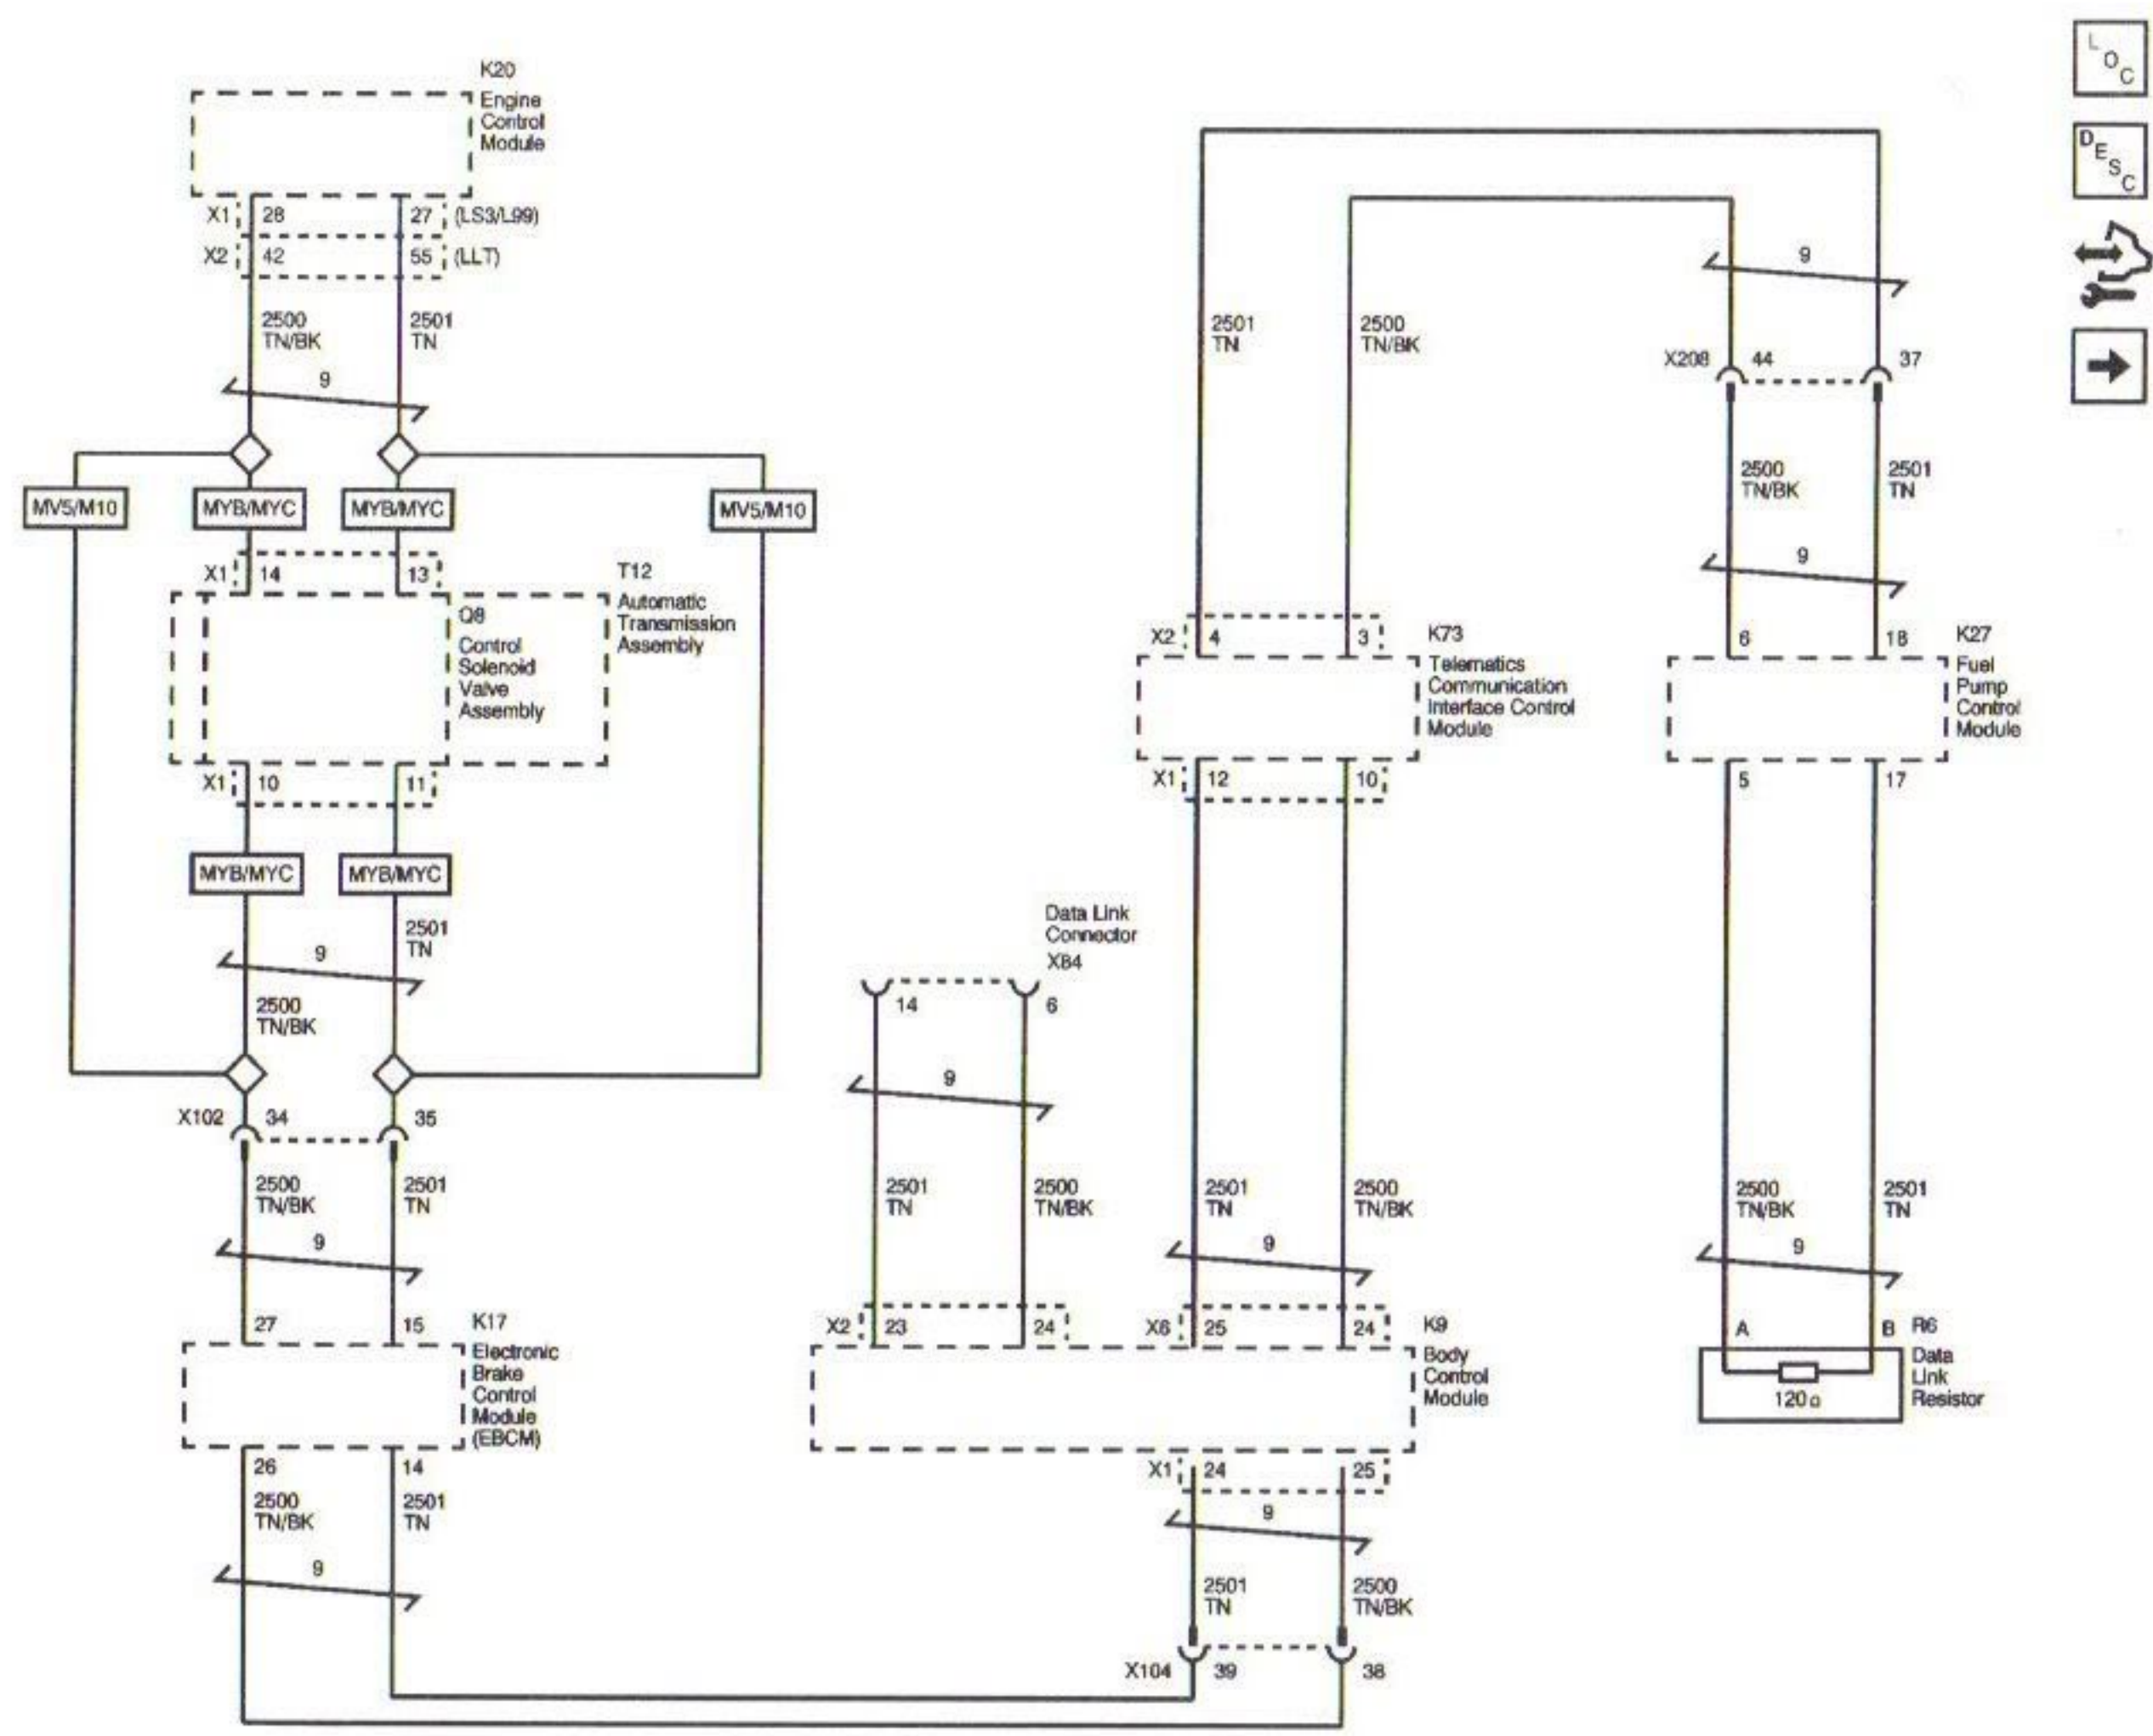 K20
Engine
Control
Module
X1 28 27 (LS3/L99)
X2 42 55 (LLT)
2500
TN/BK
2501
TN
9
MV5/M10
MYB/MYC
MYB/MYC
MV5/M10
X1 14 13
T12
Automatic
Transmission
Assembly
Q8
Control
Solenoid
Valve
Assembly
X1 10 11
MYB/MYC
MYB/MYC
2501
TN
9
2500
TN/BK
X102 34 35
2500
TN/BK
2501
TN
9
27 15
K17
Electronic
Brake
Control
Module
(EBCM)
26 14
2500
TN/BK
2501
TN
9
Data Link
Connector
X84
14 6
9
2501
TN
2500
TN/BK
X2 23 24
2501
TN
2500
TN/BK
9
2501
TN
2500
TN/BK
X208 44 37
2500
TN/BK
2501
TN
9
X2 4 3
K73
Telematics
Communication
Interface Control
Module
X1 12 10
2501
TN
2500
TN/BK
9
X6 25 24
K9
Body
Control
Module
X1 24 25
9
2501
TN
2500
TN/BK
X104 39 38
6 18
K27
Fuel
Pump
Control
Module
5 17
2500
TN/BK
2501
TN
9
A B
R6
Data
Link
Resistor
120Ω
LOC
DESC